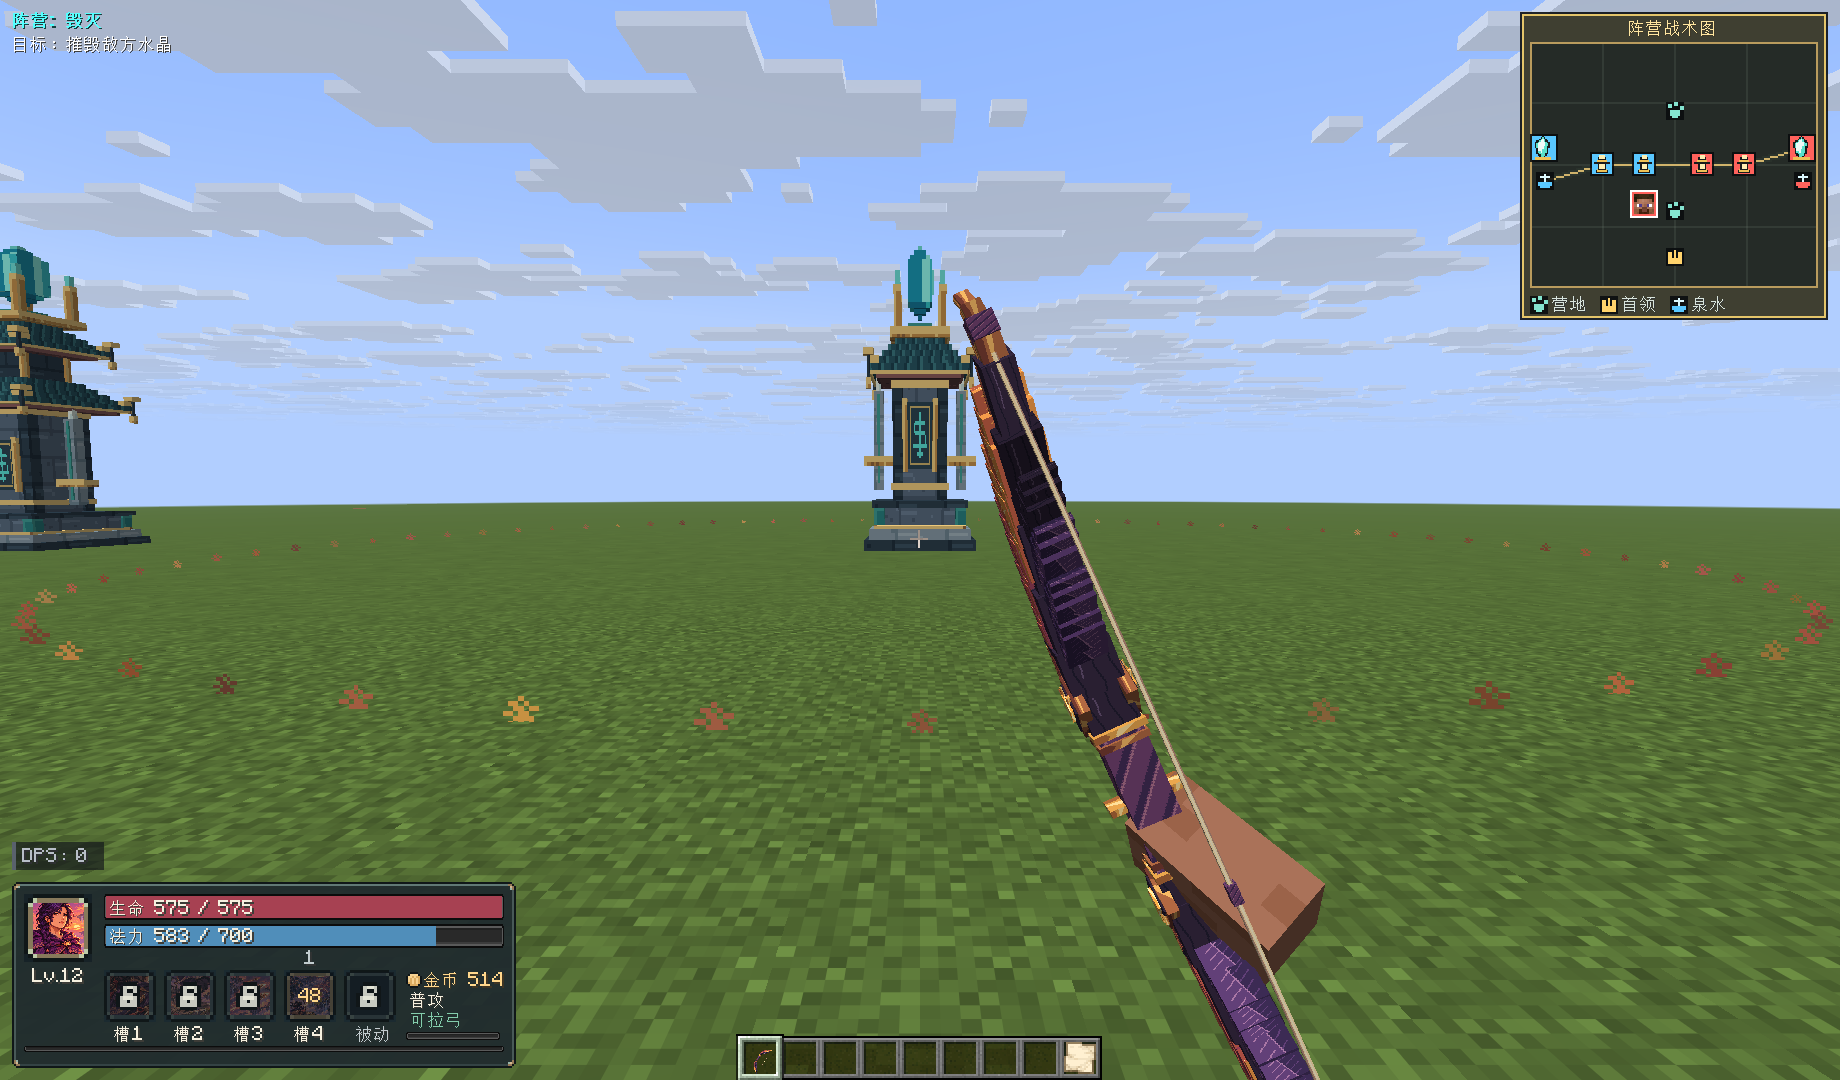 阵营: 毁灭
目标: 摧毁敌方水晶
阵营战术图
营地 首领 泉水
DPS: 0
生命 575 / 575
法力 583 / 700
Lv.12
1
48
槽1 槽2 槽3 槽4 被动
金币 514
普攻
可拉弓